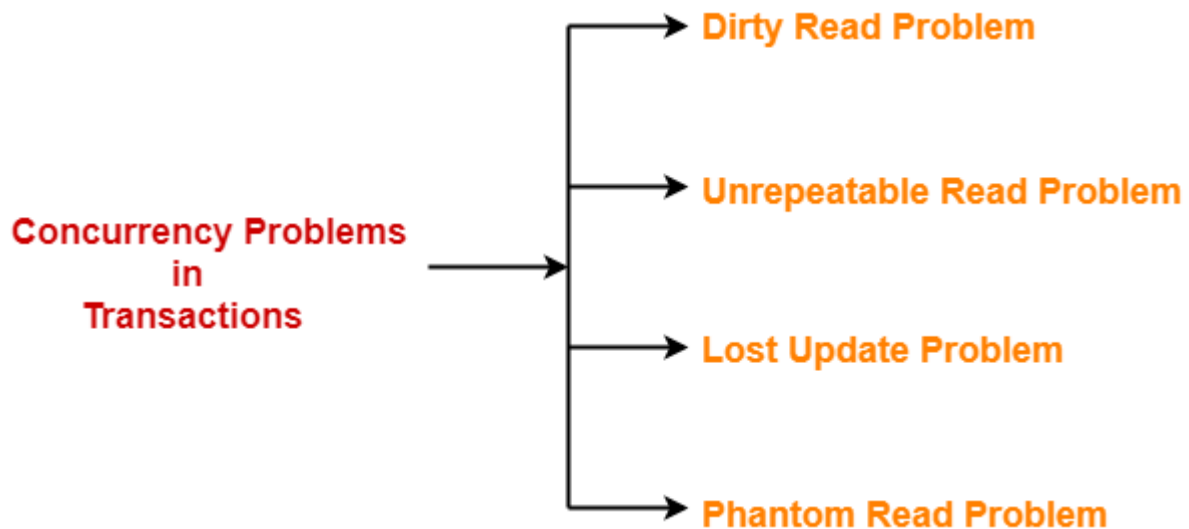 Concurrency Problems
in
Transactions
Dirty Read Problem
Unrepeatable Read Problem
Lost Update Problem
Phantom Read Problem